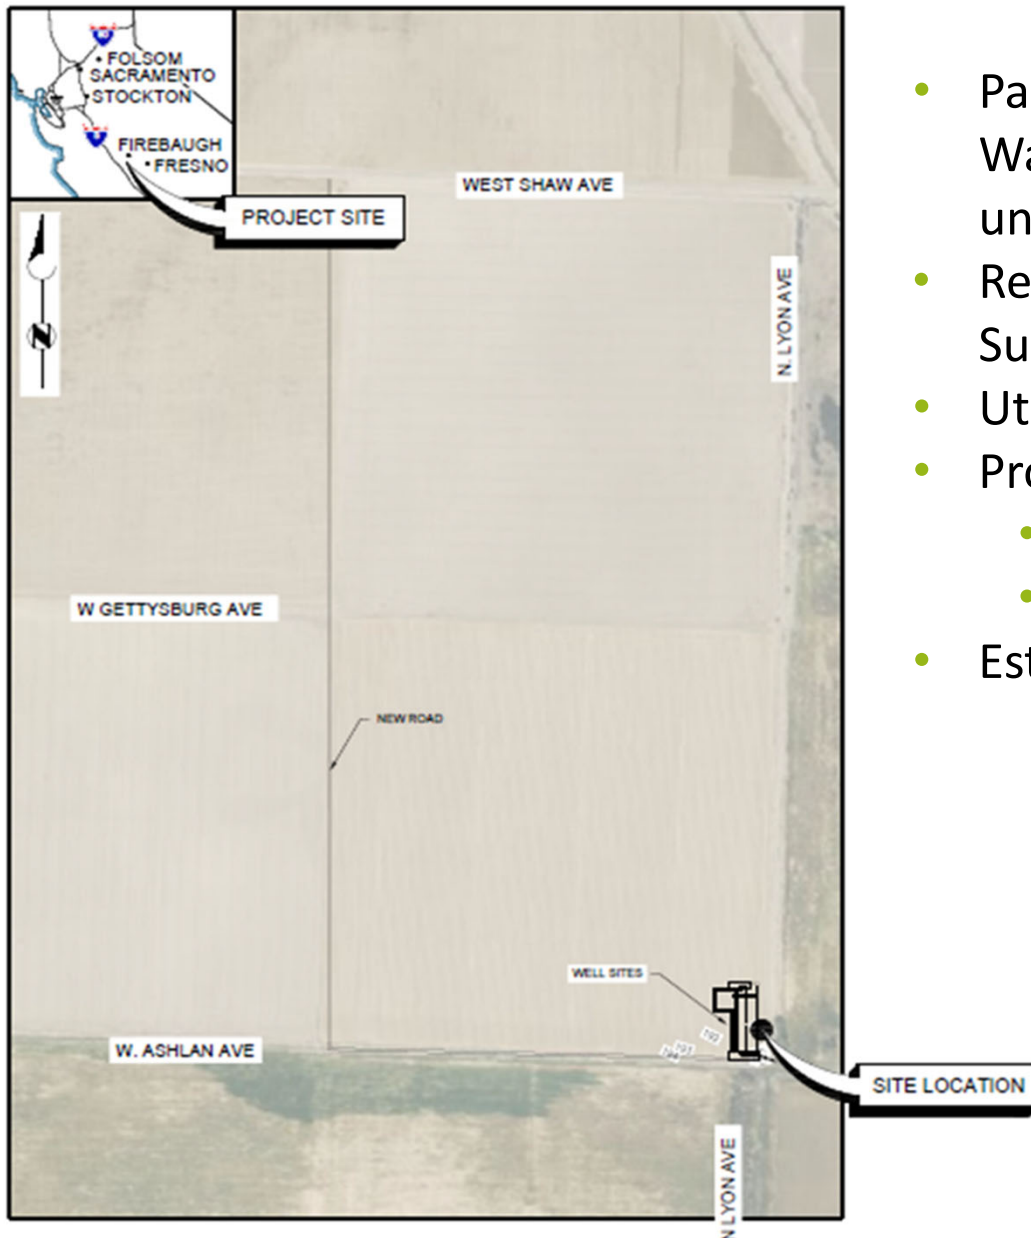 FOLSOM
SACRAMENTO
STOCKTON
FIREBAUGH
FRESNO
PROJECT SITE
WEST SHAW AVE
N. LYON AVE
W GETTYSBURG AVE
NEW ROAD
WELL SITES
W. ASHLAN AVE
SITE LOCATION
N LYON AVE
N
Pa
Wa
un
Re
Su
Ut
Pro
Est